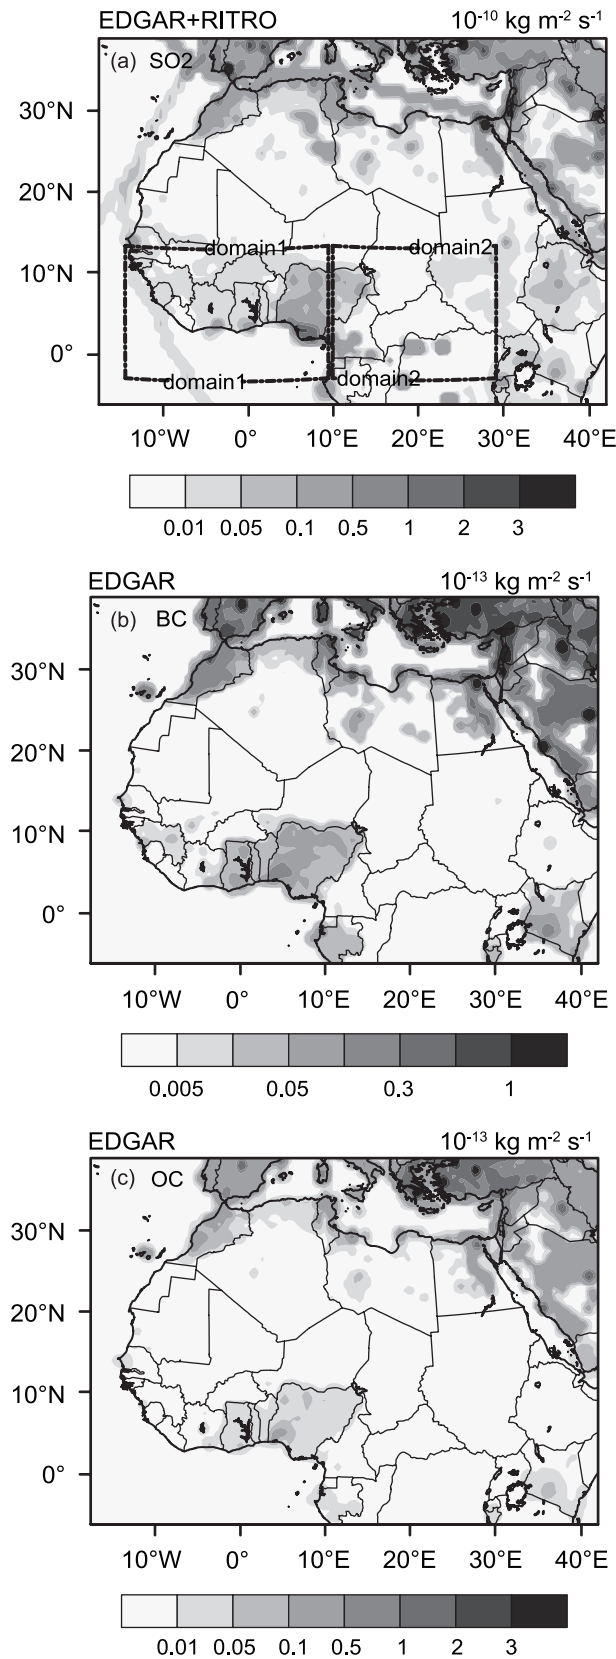 EDGAR+RITRO 10⁻¹⁰ kg m⁻² s⁻¹
(a) SO2
30°N
20°N
domain1 domain2
10°N
0°
domain1 domain2
10°W 0° 10°E 20°E 30°E 40°E
0.01 0.05 0.1 0.5 1 2 3
EDGAR 10⁻¹³ kg m⁻² s⁻¹
(b) BC
30°N
20°N
10°N
0°
10°W 0° 10°E 20°E 30°E 40°E
0.005 0.05 0.3 1
EDGAR 10⁻¹³ kg m⁻² s⁻¹
(c) OC
30°N
20°N
10°N
0°
10°W 0° 10°E 20°E 30°E 40°E
0.01 0.05 0.1 0.5 1 2 3